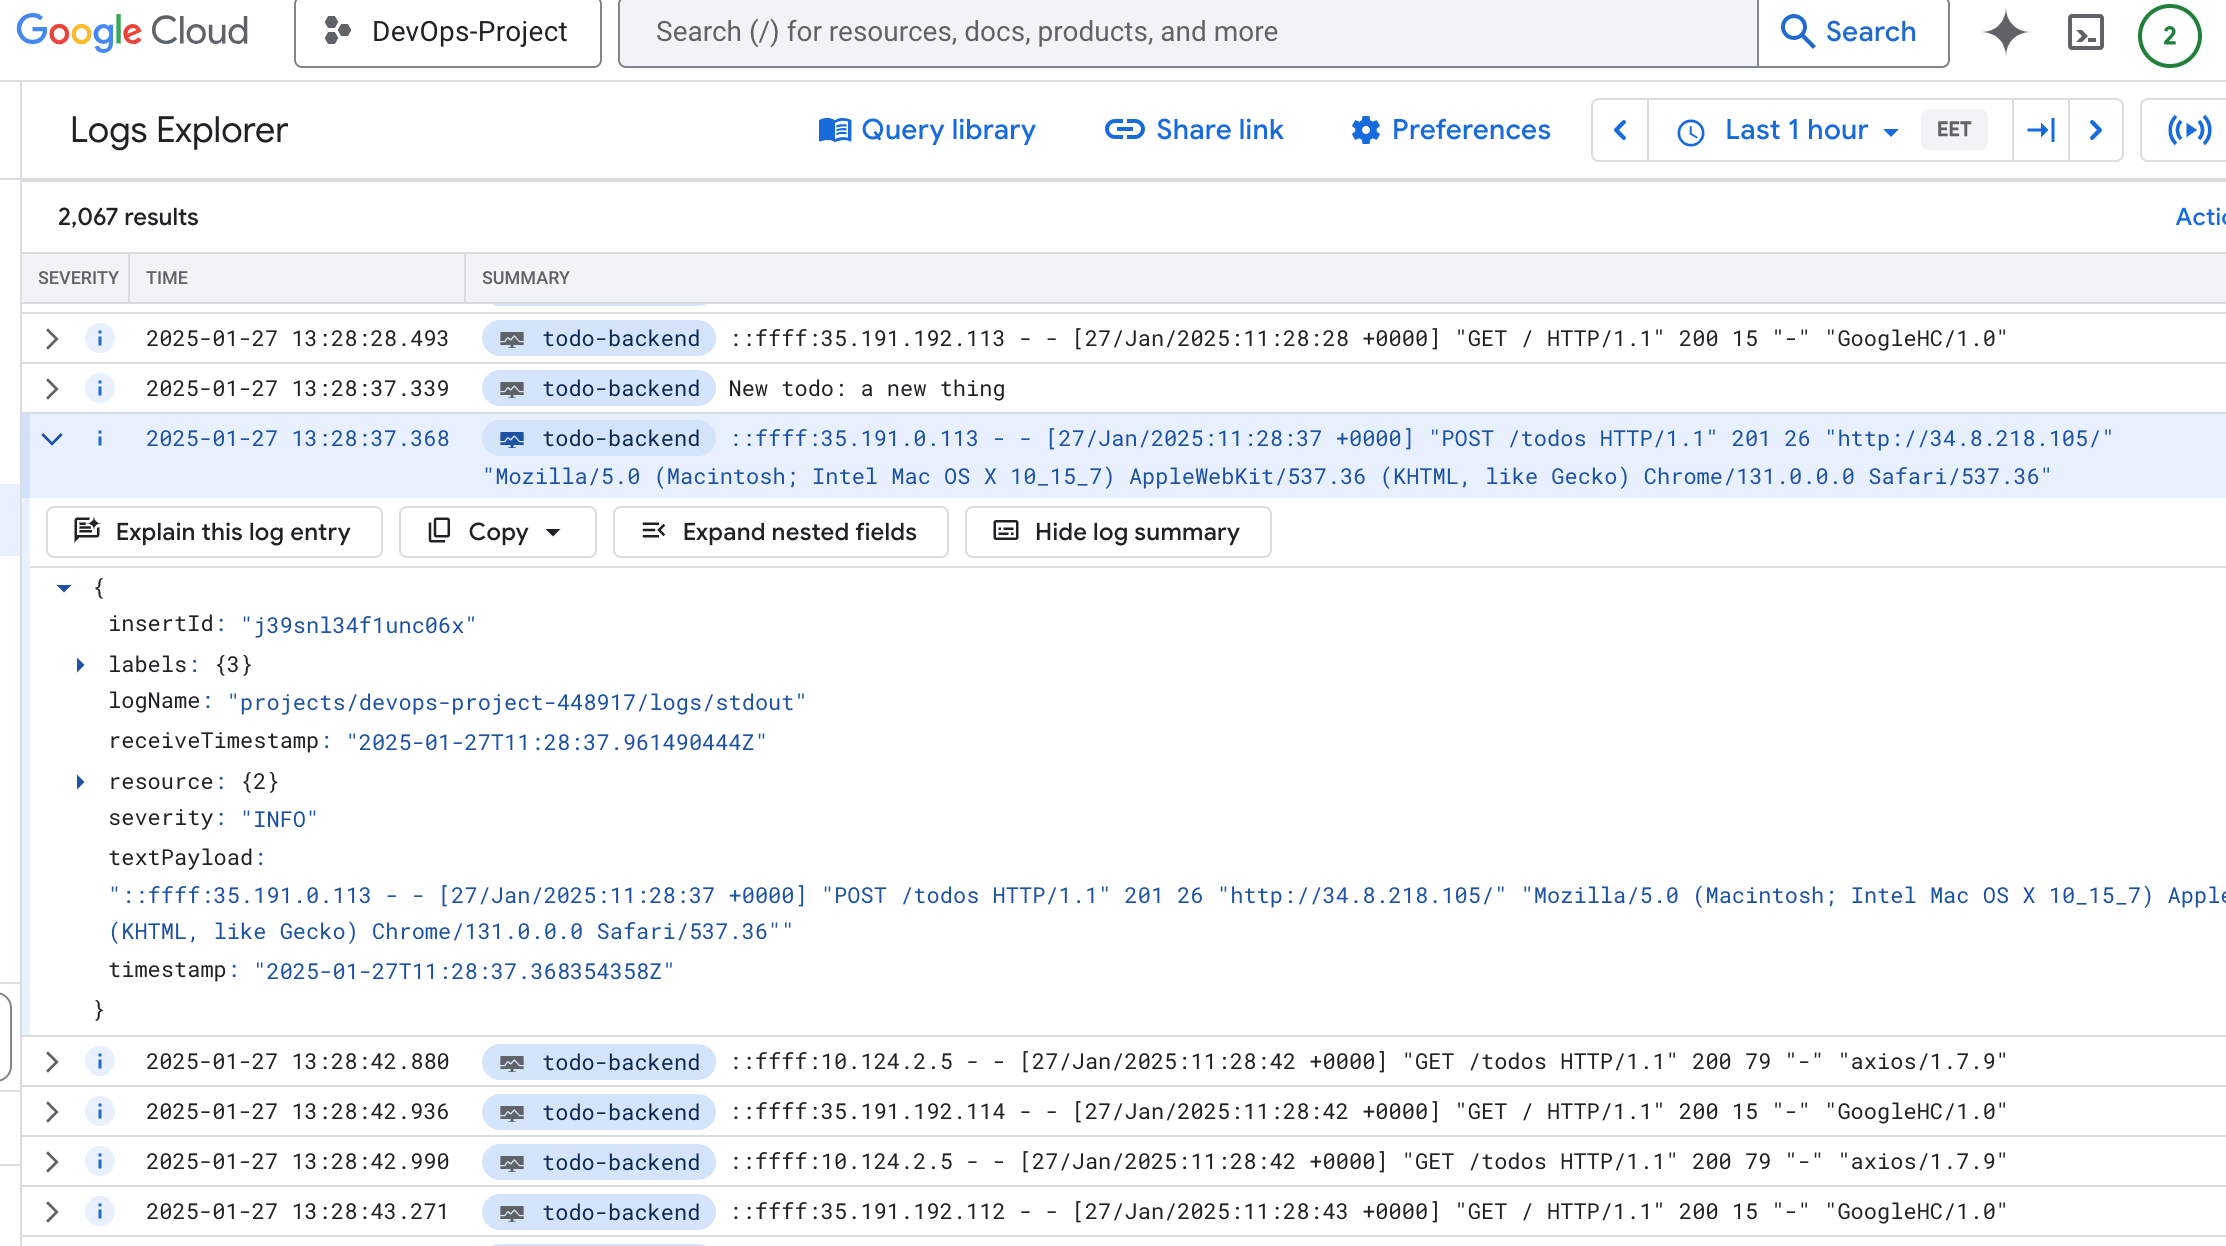 Google Cloud DevOps-Project Search (/) for resources, docs, products, and more Search 2
Logs Explorer Query library Share link Preferences Last 1 hour EET
2,067 results
SEVERITY TIME SUMMARY
i 2025-01-27 13:28:28.493 todo-backend ::ffff:35.191.192.113 - - [27/Jan/2025:11:28:28 +0000] "GET / HTTP/1.1" 200 15 "-" "GoogleHC/1.0"
i 2025-01-27 13:28:37.339 todo-backend New todo: a new thing
i 2025-01-27 13:28:37.368 todo-backend ::ffff:35.191.0.113 - - [27/Jan/2025:11:28:37 +0000] "POST /todos HTTP/1.1" 201 26 "http://34.8.218.105/"
"Mozilla/5.0 (Macintosh; Intel Mac OS X 10_15_7) AppleWebKit/537.36 (KHTML, like Gecko) Chrome/131.0.0.0 Safari/537.36"
Explain this log entry Copy Expand nested fields Hide log summary
{
insertId: "j39snl34f1unc06x"
labels: {3}
logName: "projects/devops-project-448917/logs/stdout"
receiveTimestamp: "2025-01-27T11:28:37.961490444Z"
resource: {2}
severity: "INFO"
textPayload:
"::ffff:35.191.0.113 - - [27/Jan/2025:11:28:37 +0000] "POST /todos HTTP/1.1" 201 26 "http://34.8.218.105/" "Mozilla/5.0 (Macintosh; Intel Mac OS X 10_15_7)
(KHTML, like Gecko) Chrome/131.0.0.0 Safari/537.36""
timestamp: "2025-01-27T11:28:37.368354358Z"
}
i 2025-01-27 13:28:42.880 todo-backend ::ffff:10.124.2.5 - - [27/Jan/2025:11:28:42 +0000] "GET /todos HTTP/1.1" 200 79 "-" "axios/1.7.9"
i 2025-01-27 13:28:42.936 todo-backend ::ffff:35.191.192.114 - - [27/Jan/2025:11:28:42 +0000] "GET / HTTP/1.1" 200 15 "-" "GoogleHC/1.0"
i 2025-01-27 13:28:42.990 todo-backend ::ffff:10.124.2.5 - - [27/Jan/2025:11:28:42 +0000] "GET /todos HTTP/1.1" 200 79 "-" "axios/1.7.9"
i 2025-01-27 13:28:43.271 todo-backend ::ffff:35.191.192.112 - - [27/Jan/2025:11:28:43 +0000] "GET / HTTP/1.1" 200 15 "-" "GoogleHC/1.0"